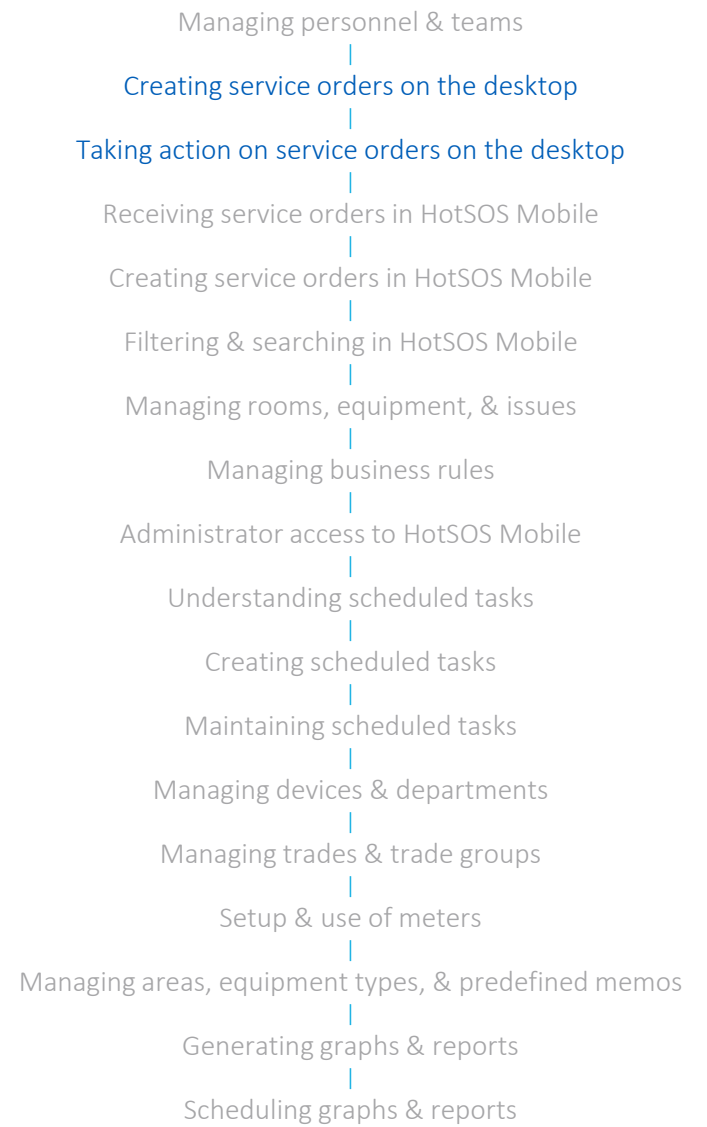 Managing personnel & teams
Creating service orders on the desktop
Taking action on service orders on the desktop
Receiving service orders in HotSOS Mobile
Creating service orders in HotSOS Mobile
Filtering & searching in HotSOS Mobile
Managing rooms, equipment, & issues
Managing business rules
Administrator access to HotSOS Mobile
Understanding scheduled tasks
Creating scheduled tasks
Maintaining scheduled tasks
Managing devices & departments
Managing trades & trade groups
Setup & use of meters
Managing areas, equipment types, & predefined memos
Generating graphs & reports
Scheduling graphs & reports